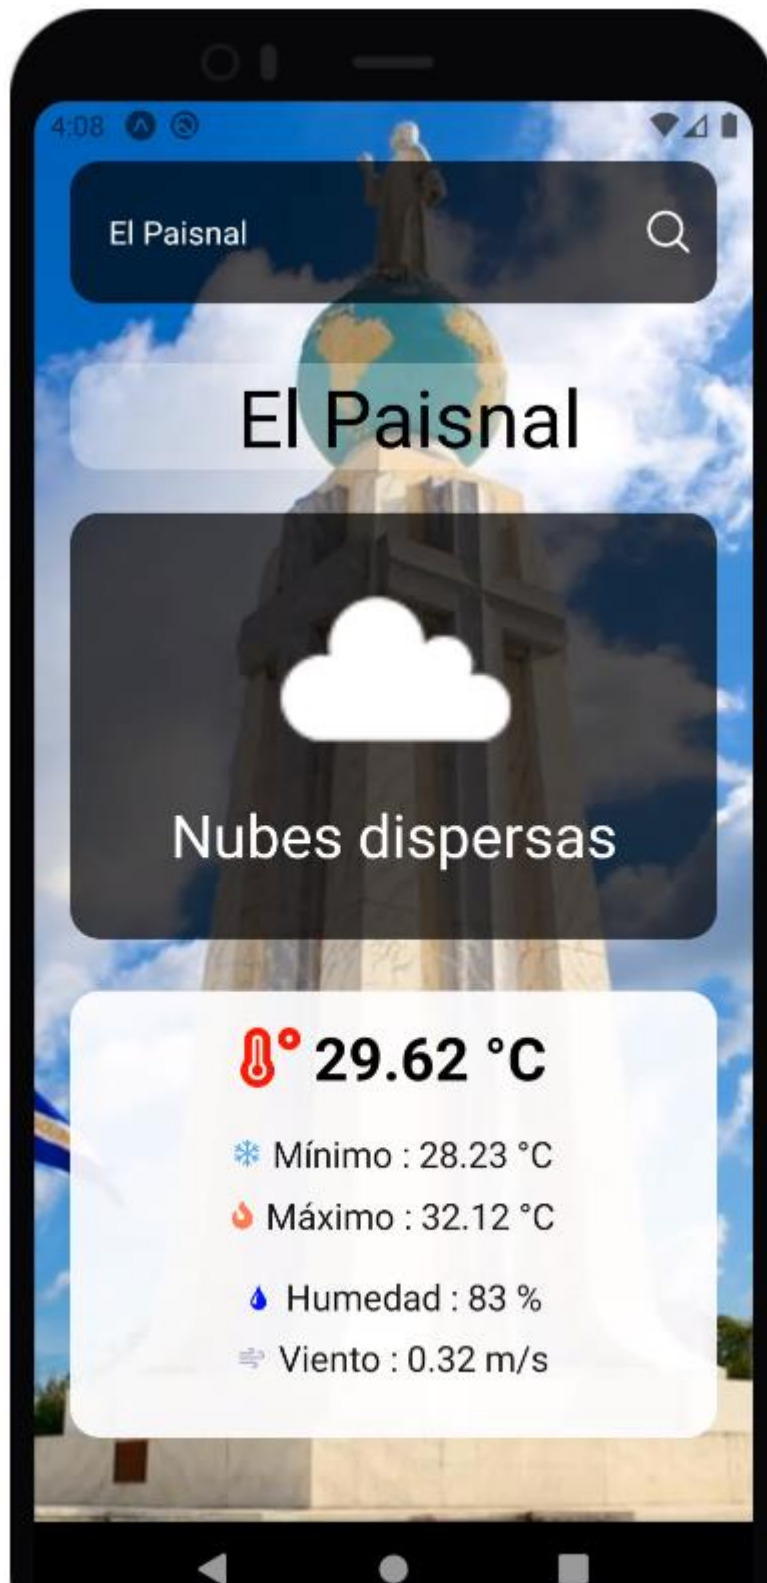 4:08
El Paisnal
El Paisnal
Nubes dispersas
29.62 °C
Mínimo : 28.23 °C
Máximo : 32.12 °C
Humedad : 83 %
Viento : 0.32 m/s